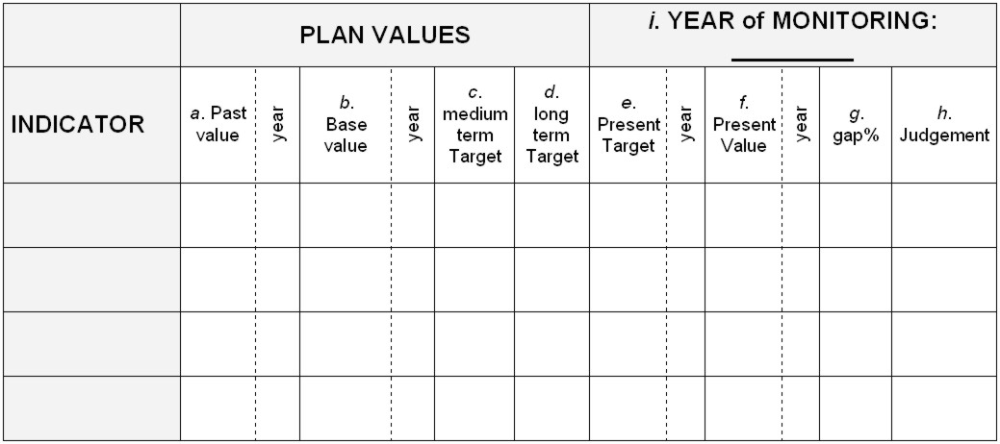 PLAN VALUES
i. YEAR of MONITORING:
INDICATOR
a. Past
value
year
b.
Base
value
year
c.
medium
term
Target
d.
long
term
Target
e.
Present
Target
year
f.
Present
Value
year
g.
gap%
h.
Judgement